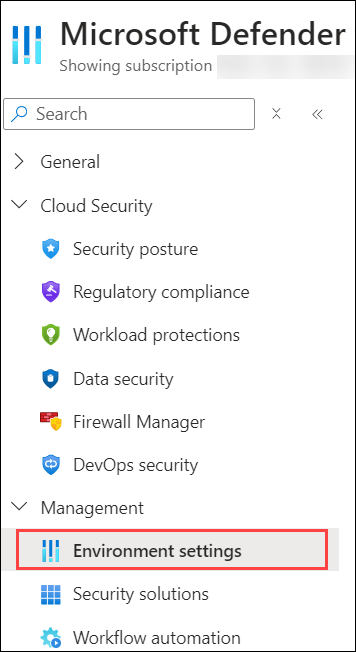 Microsoft Defender
Showing subscription
Search
General
Cloud Security
Security posture
Regulatory compliance
Workload protections
Data security
Firewall Manager
DevOps security
Management
Environment settings
Security solutions
Workflow automation